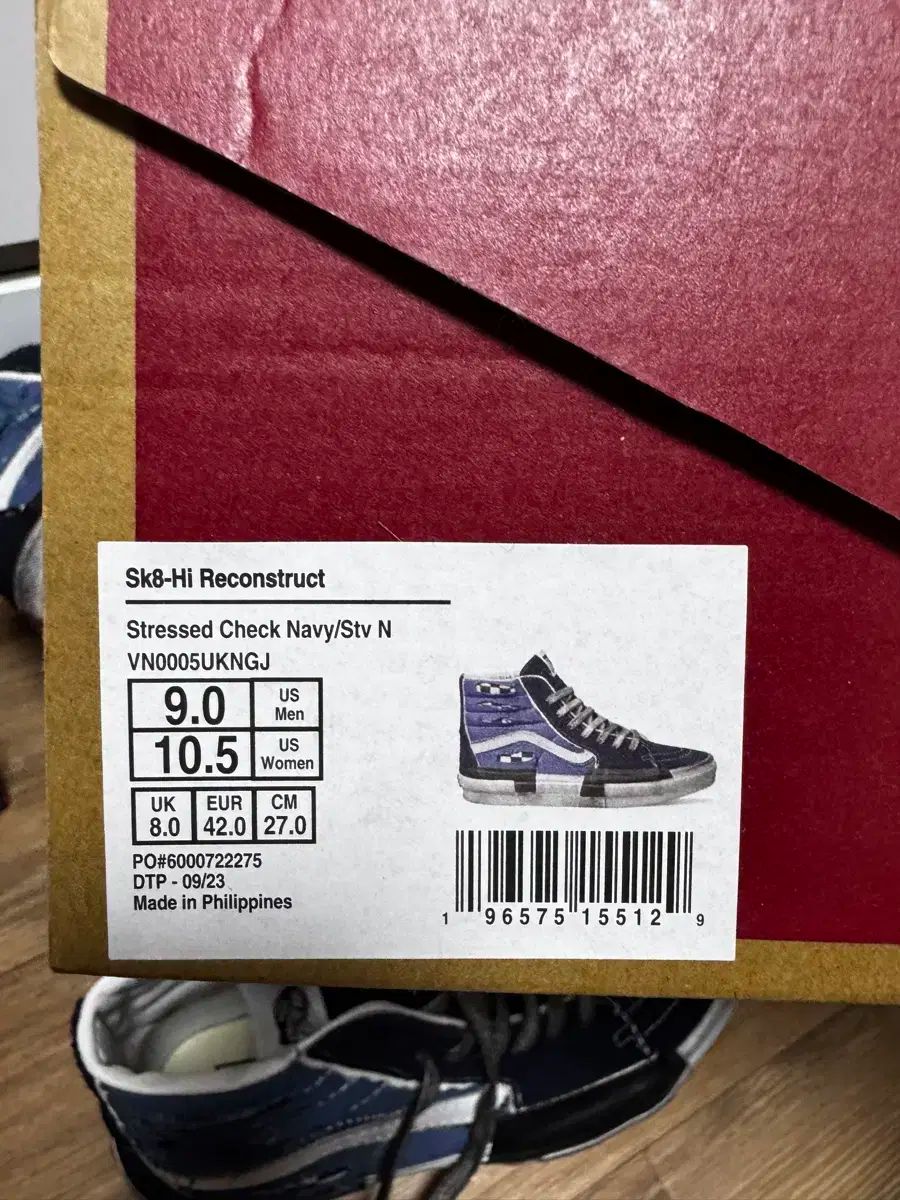 Sk8-Hi Reconstruct
Stressed Check Navy/Stv N
VN0005UKNGJ
9.0 US Men
10.5 US Women
UK EUR CM
8.0 42.0 27.0
PO#6000722275
DTP - 09/23
Made in Philippines
1 96575 15512 9